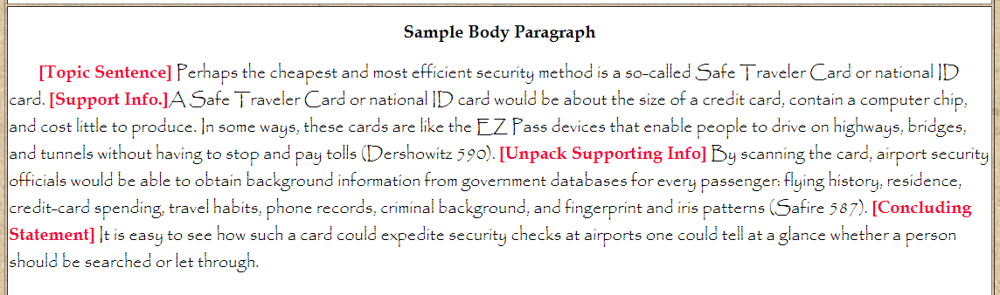 Sample Body Paragraph
[Topic Sentence] Perhaps the cheapest and most efficient security method is a so-called Safe Traveler Card or national ID
card. [Support Info.]A Safe Traveler Card or national ID card would be about the size of a credit card, contain a computer chip,
and cost little to produce. In some ways, these cards are like the EZ Pass devices that enable people to drive on highways, bridges,
and tunnels without having to stop and pay tolls (Dershowitz 590). [Unpack Supporting Info] By scanning the card, airport security
officials would be able to obtain background information from government databases for every passenger: flying history, residence,
credit-card spending, travel habits, phone records, criminal background, and fingerprint and iris patterns (Safire 587). [Concluding
Statement] It is easy to see how such a card could expedite security checks at airports one could tell at a glance whether a person
should be searched or let through.